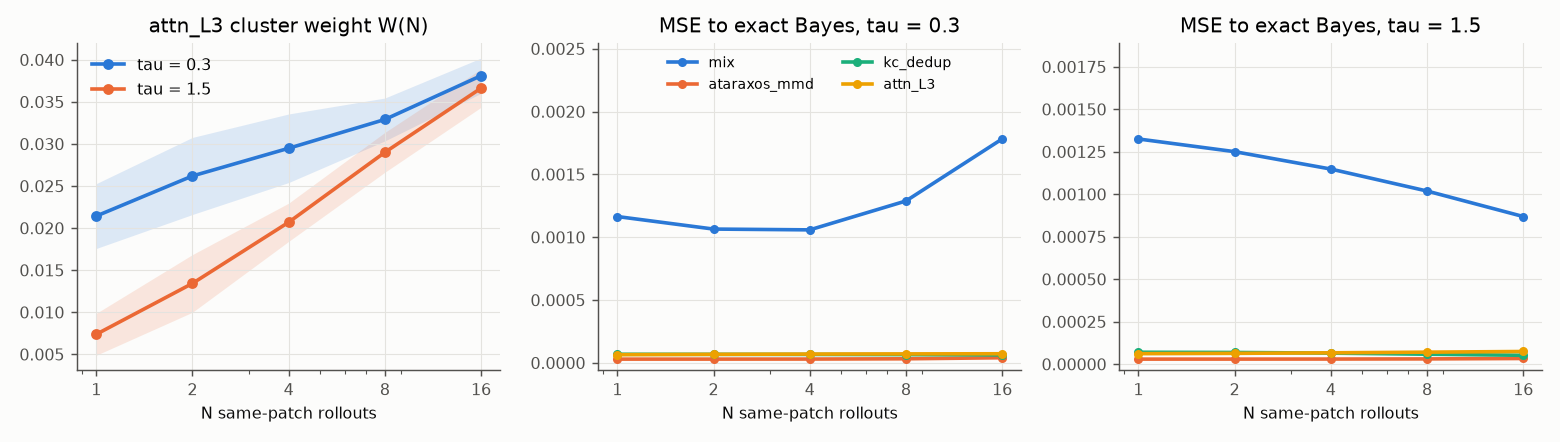 attn_L3 cluster weight W(N)
tau = 0.3
tau = 1.5
0.040
0.035
0.030
0.025
0.020
0.015
0.010
0.005
1 2 4 8 16
N same-patch rollouts
MSE to exact Bayes, tau = 0.3
mix kc_dedup
ataraxos_mmd attn_L3
0.0025
0.0020
0.0015
0.0010
0.0005
0.0000
1 2 4 8 16
N same-patch rollouts
MSE to exact Bayes, tau = 1.5
0.00175
0.00150
0.00125
0.00100
0.00075
0.00050
0.00025
0.00000
1 2 4 8 16
N same-patch rollouts